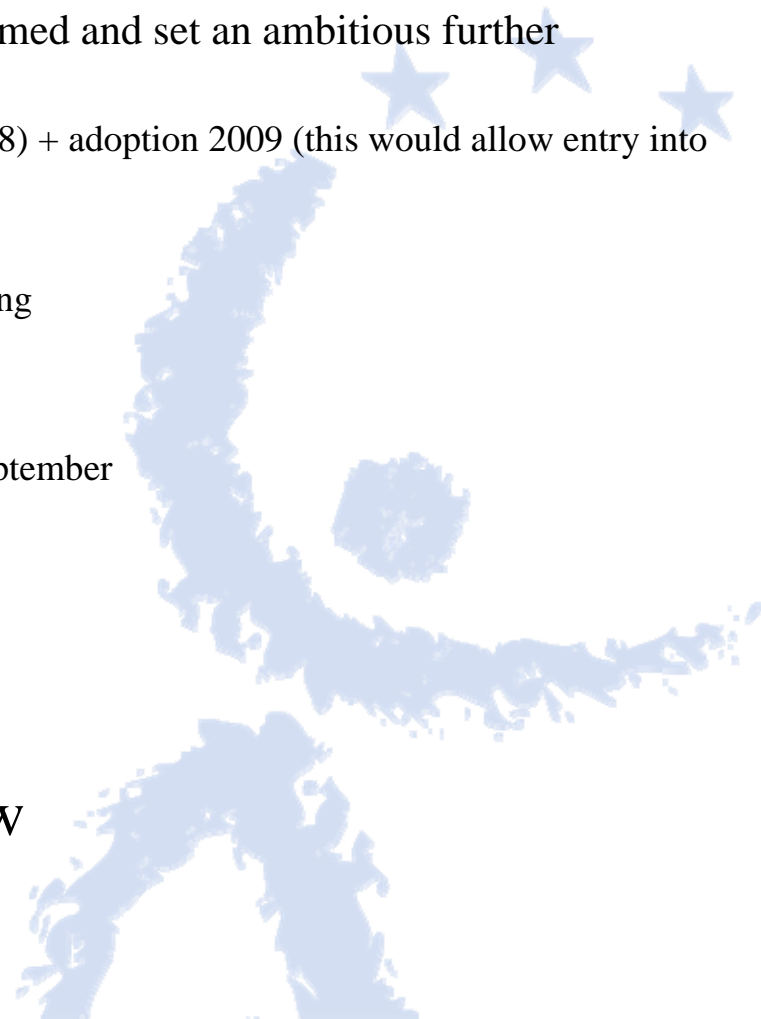 med and set an ambitious further
8) + adoption 2009 (this would allow entry into
ng
ptember
w